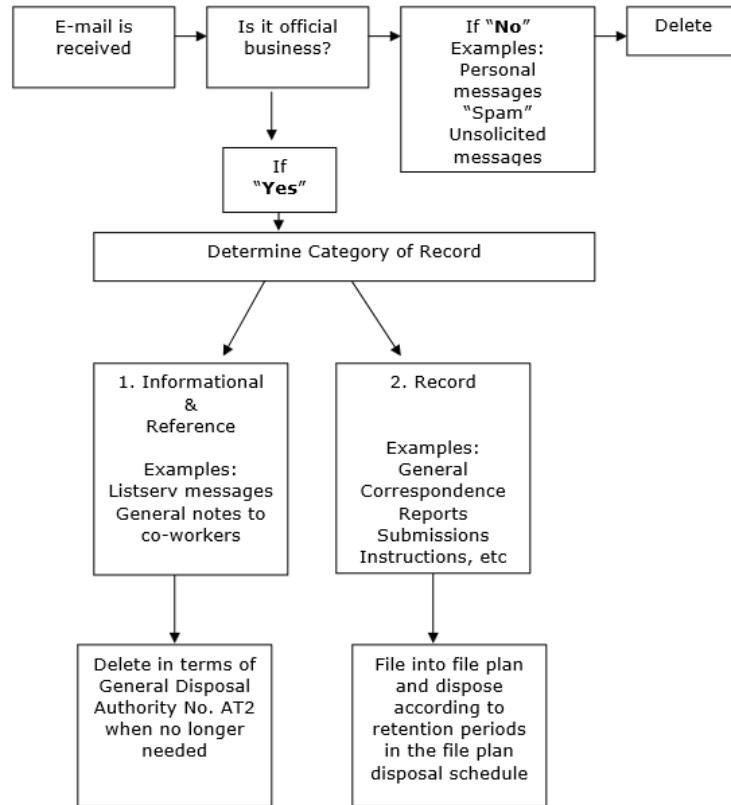 E-mail is
received
Is it official
business?
If “No”
Examples:
Personal
messages
“Spam”
Unsolicited
messages
Delete
If
“Yes”
Determine Category of Record
1. Informational
&
Reference
Examples:
Listserv messages
General notes to
co-workers
2. Record
Examples:
General
Correspondence
Reports
Submissions
Instructions, etc
Delete in terms of
General Disposal
Authority No. AT2
when no longer
needed
File into file plan
and dispose
according to
retention periods
in the file plan
disposal schedule